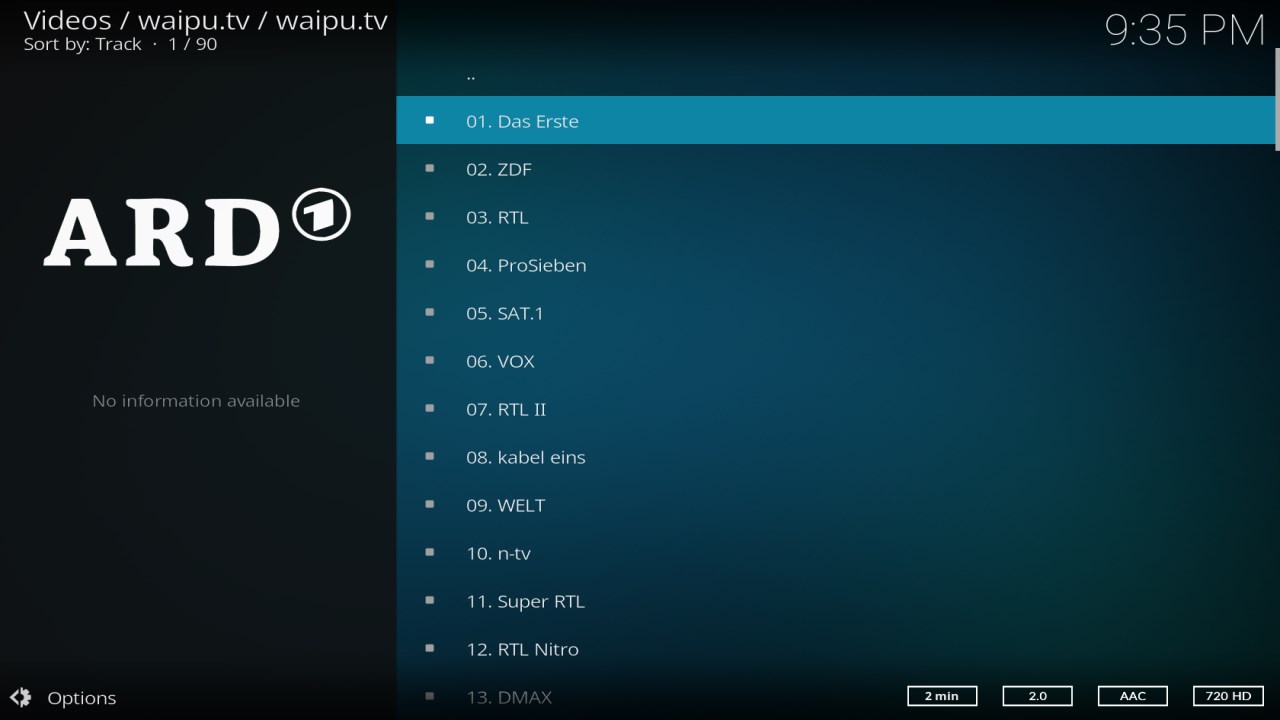 Videos / waipu.tv / waipu.tv
Sort by: Track · 1 / 90
9:35 PM
ARD 1
No information available
..
01. Das Erste
02. ZDF
03. RTL
04. ProSieben
05. SAT.1
06. VOX
07. RTL II
08. kabel eins
09. WELT
10. n-tv
11. Super RTL
12. RTL Nitro
13. DMAX
Options
2 min
2.0
AAC
720 HD